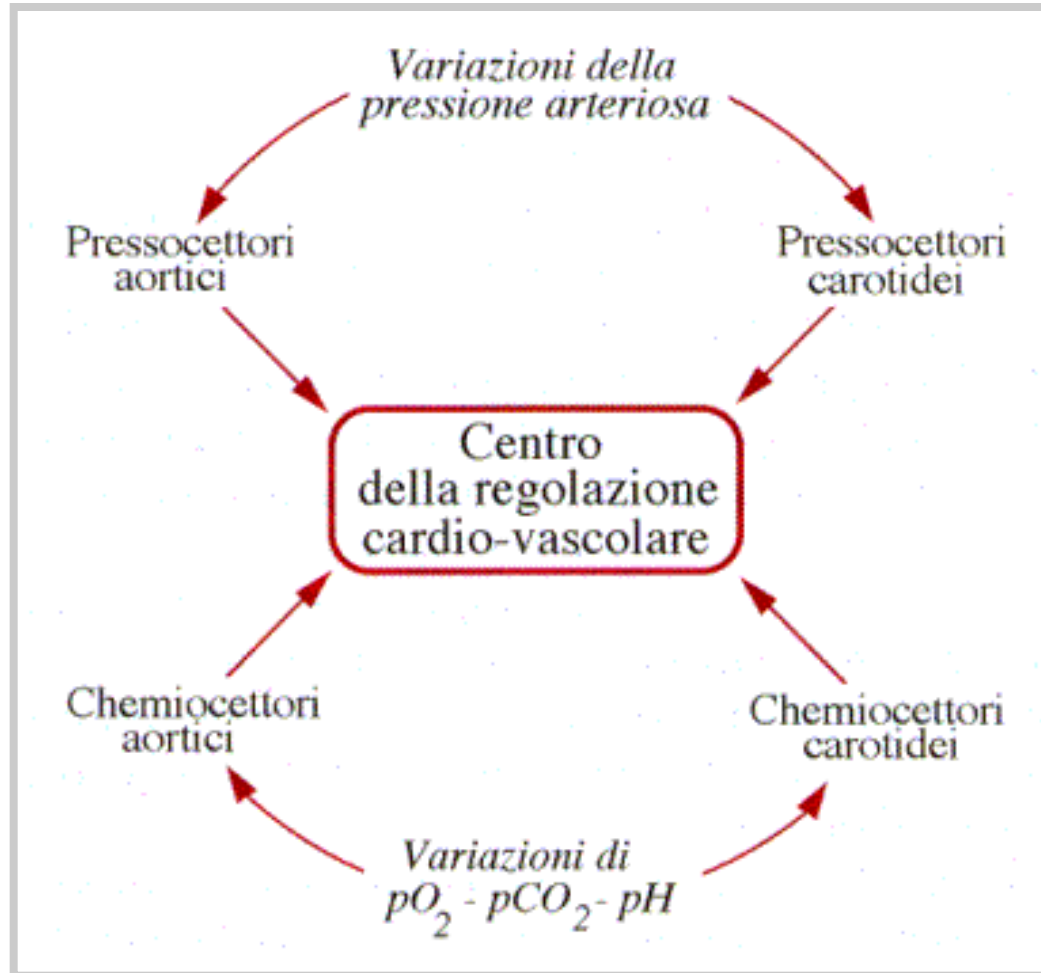 Variazioni della
pressione arteriosa
Pressocettori
aortici
Pressocettori
carotidei
Centro
della regolazione
cardio-vascolare
Chemiocettori
aortici
Chemiocettori
carotidei
Variazioni di
pO2 - pCO2- pH